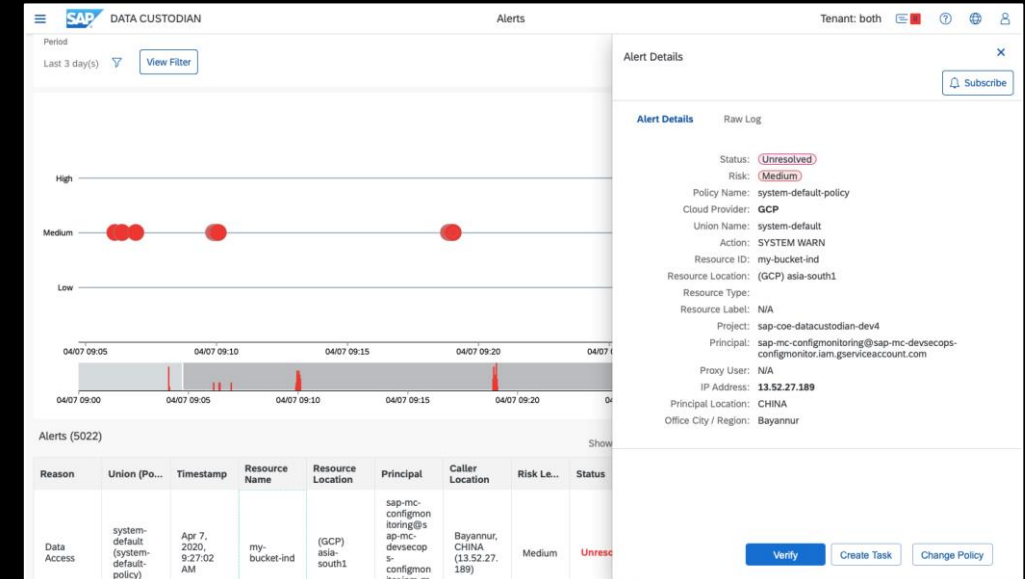 SAP DATA CUSTODIAN
Alerts
Tenant: both
Period
Last 3 day(s)
View Filter
High
Medium
Low
04/07 09:05 04/07 09:10 04/07 09:15 04/07 09:20
04/07 09:00 04/07 09:05 04/07 09:10 04/07 09:15 04/07 09:20
Alerts (5022)
Show
Reason Union (Po... Timestamp Resource Name Resource Location Principal Caller Location Risk Le... Status
Data
Access
system-
default
(system-
default-
policy)
Apr 7,
2020,
9:27:02
AM
my-
bucket-ind
(GCP)
asia-
south1
sap-mc-
configmon
itoring@s
ap-mc-
devsecop
s-
configmon
Bayannur,
CHINA
(13.52.27.
189)
Medium
Unresc
Alert Details
Subscribe
Alert Details Raw Log
Status: Unresolved
Risk: Medium
Policy Name: system-default-policy
Cloud Provider: GCP
Union Name: system-default
Action: SYSTEM WARN
Resource ID: my-bucket-ind
Resource Location: (GCP) asia-south1
Resource Type:
Resource Label: N/A
Project: sap-coe-datacustodian-dev4
Principal: sap-mc-configmonitoring@sap-mc-devsecops-
configmonitor.iam.gserviceaccount.com
Proxy User: N/A
IP Address: 13.52.27.189
Principal Location: CHINA
Office City / Region: Bayannur
Verify Create Task Change Policy